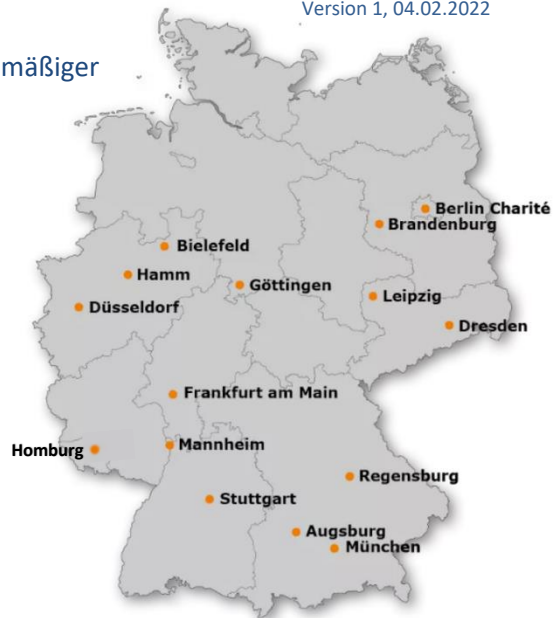 Version 1, 04.02.2022
mäßiger
Berlin Charité
Brandenburg
Bielefeld
Hamm
Göttingen
Leipzig
Düsseldorf
Dresden
Frankfurt am Main
Homburg
Mannheim
Regensburg
Stuttgart
Augsburg
München